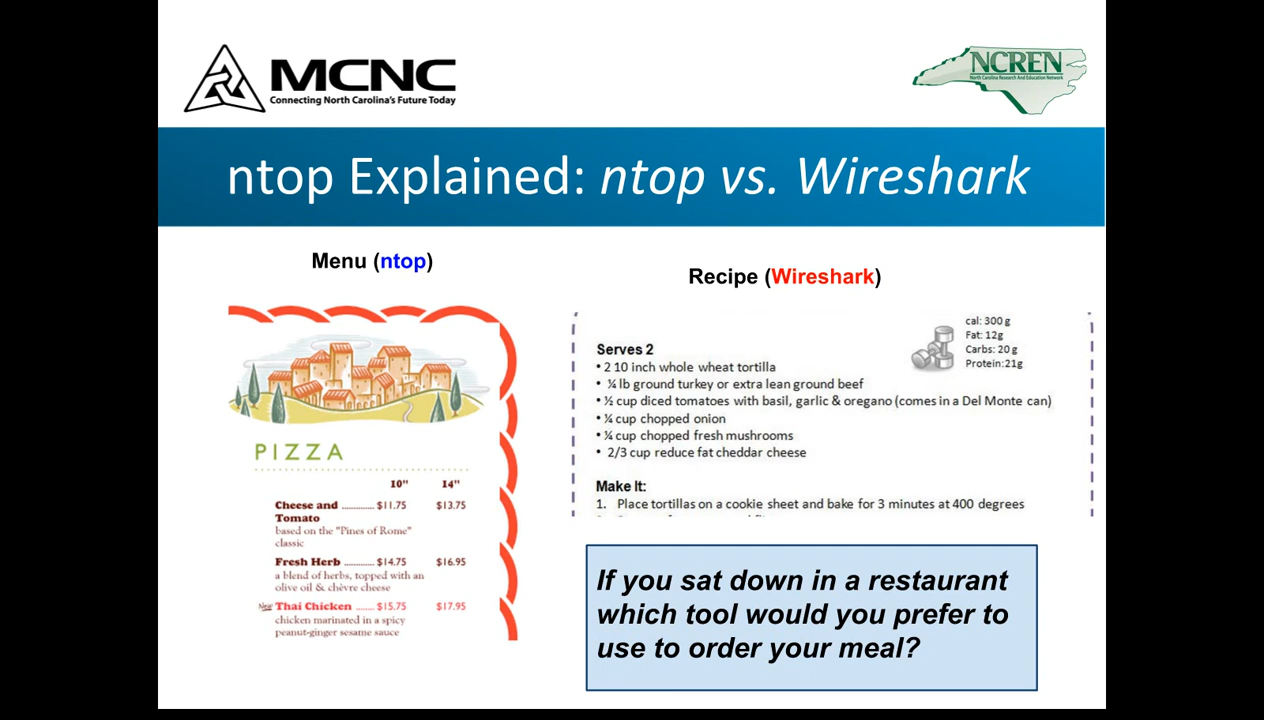 MCNC
Connecting North Carolina's Future Today
NCREN
North Carolina Research And Education Network
ntop Explained: ntop vs. Wireshark
Menu (ntop)
PIZZA
10" 14"
Cheese and ............. $11.75 $13.75
Tomato
based on the "Pines of Rome"
classic
Fresh Herb ............. $14.75 $16.95
a blend of herbs, topped with an
olive oil & chèvre cheese
New Thai Chicken ....... $15.75 $17.95
chicken marinated in a spicy
peanut-ginger sesame sauce
Recipe (Wireshark)
cal: 300 g
Fat: 12g
Carbs: 20 g
Protein:21g
Serves 2
• 2 10 inch whole wheat tortilla
• ¼ lb ground turkey or extra lean ground beef
• ½ cup diced tomatoes with basil, garlic & oregano (comes in a Del Monte can)
• ¼ cup chopped onion
• ¼ cup chopped fresh mushrooms
• 2/3 cup reduce fat cheddar cheese
Make It:
1. Place tortillas on a cookie sheet and bake for 3 minutes at 400 degrees
If you sat down in a restaurant
which tool would you prefer to
use to order your meal?